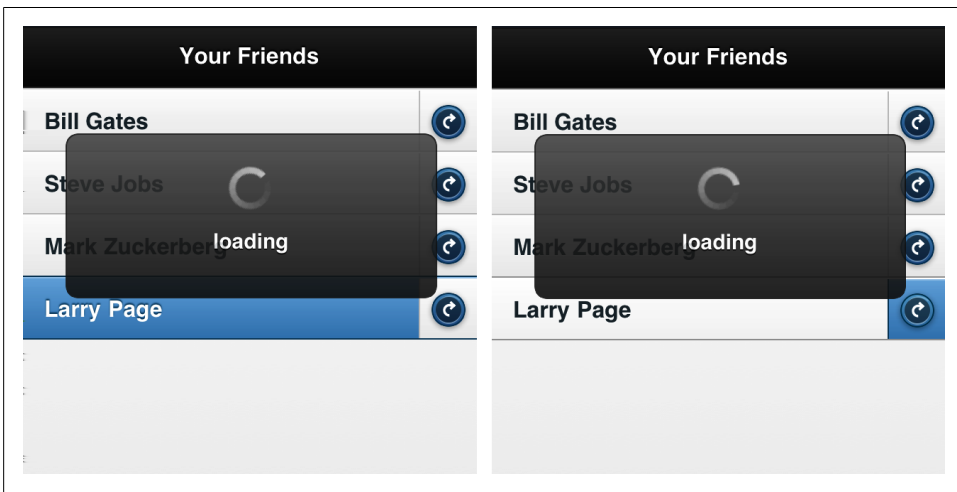 Your Friends
Bill Gates
Steve Jobs
Mark Zuckerberg
loading
Larry Page
Your Friends
Bill Gates
Steve Jobs
Mark Zuckerberg
loading
Larry Page